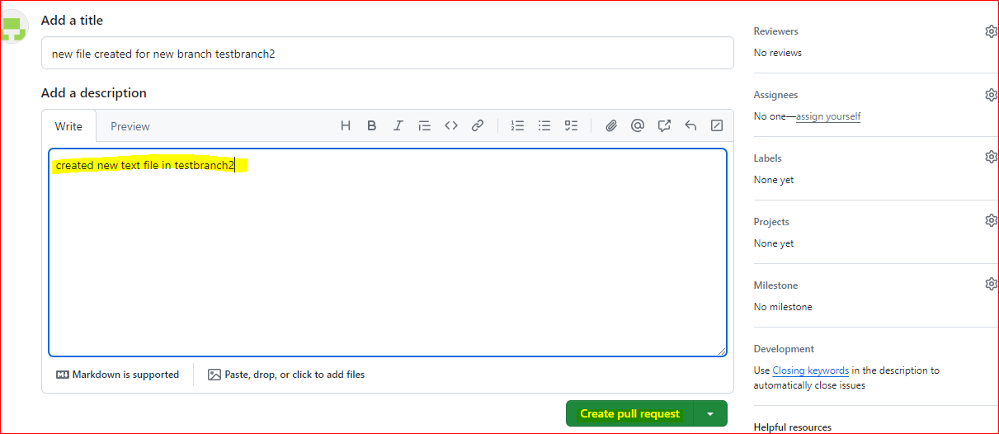 Add a title
new file created for new branch testbranch2
Add a description
Write Preview
created new text file in testbranch2
Markdown is supported
Paste, drop, or click to add files
Create pull request
Reviewers
No reviews
Assignees
No one—assign yourself
Labels
None yet
Projects
None yet
Milestone
No milestone
Development
Use Closing keywords in the description to
automatically close issues
Helpful resources